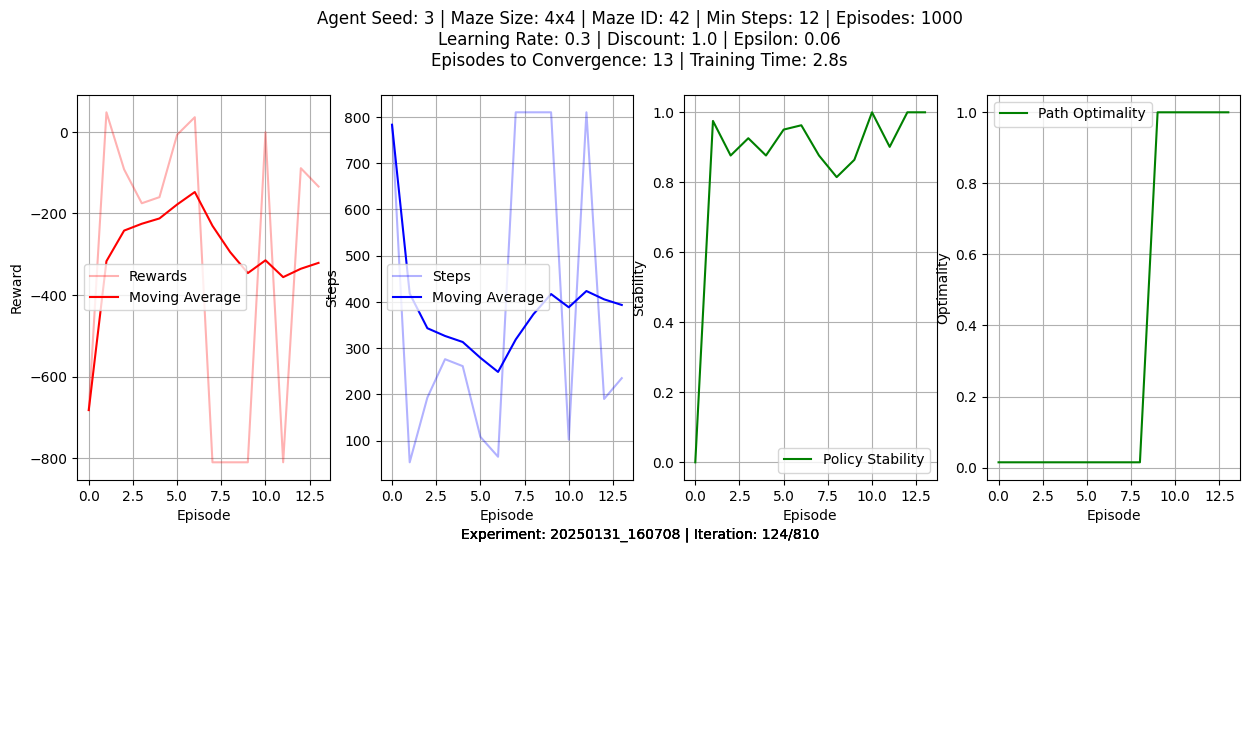 Agent Seed: 3 | Maze Size: 4x4 | Maze ID: 42 | Min Steps: 12 | Episodes: 1000
Learning Rate: 0.3 | Discount: 1.0 | Epsilon: 0.06
Episodes to Convergence: 13 | Training Time: 2.8s
Reward
0
−200
−400
−600
−800
Rewards
Moving Average
0.0 2.5 5.0 7.5 10.0 12.5
Episode
Steps
800
700
600
500
400
300
200
100
Steps
Moving Average
0.0 2.5 5.0 7.5 10.0 12.5
Episode
Stability
1.0
0.8
0.6
0.4
0.2
0.0
Policy Stability
0.0 2.5 5.0 7.5 10.0 12.5
Episode
Optimality
1.0
0.8
0.6
0.4
0.2
0.0
Path Optimality
0.0 2.5 5.0 7.5 10.0 12.5
Episode
Experiment: 20250131_160708 | Iteration: 124/810